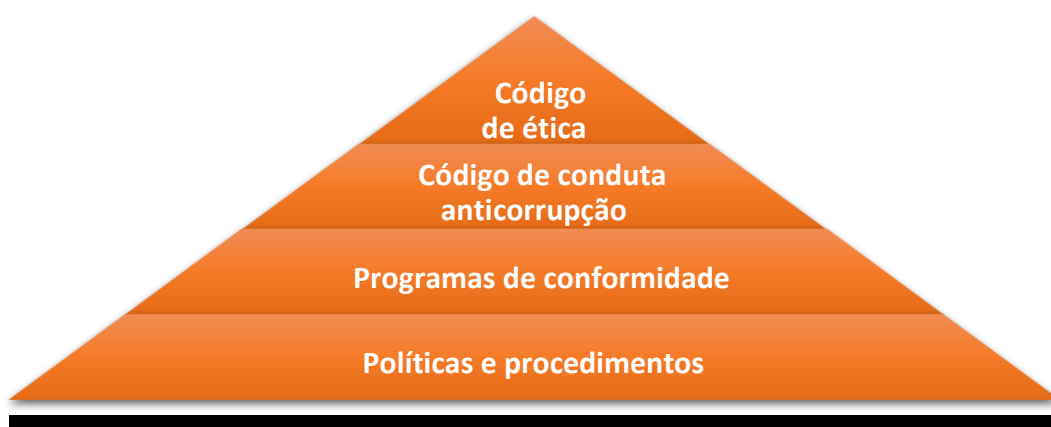 Código
de ética
Código de conduta
anticorrupção
Programas de conformidade
Políticas e procedimentos